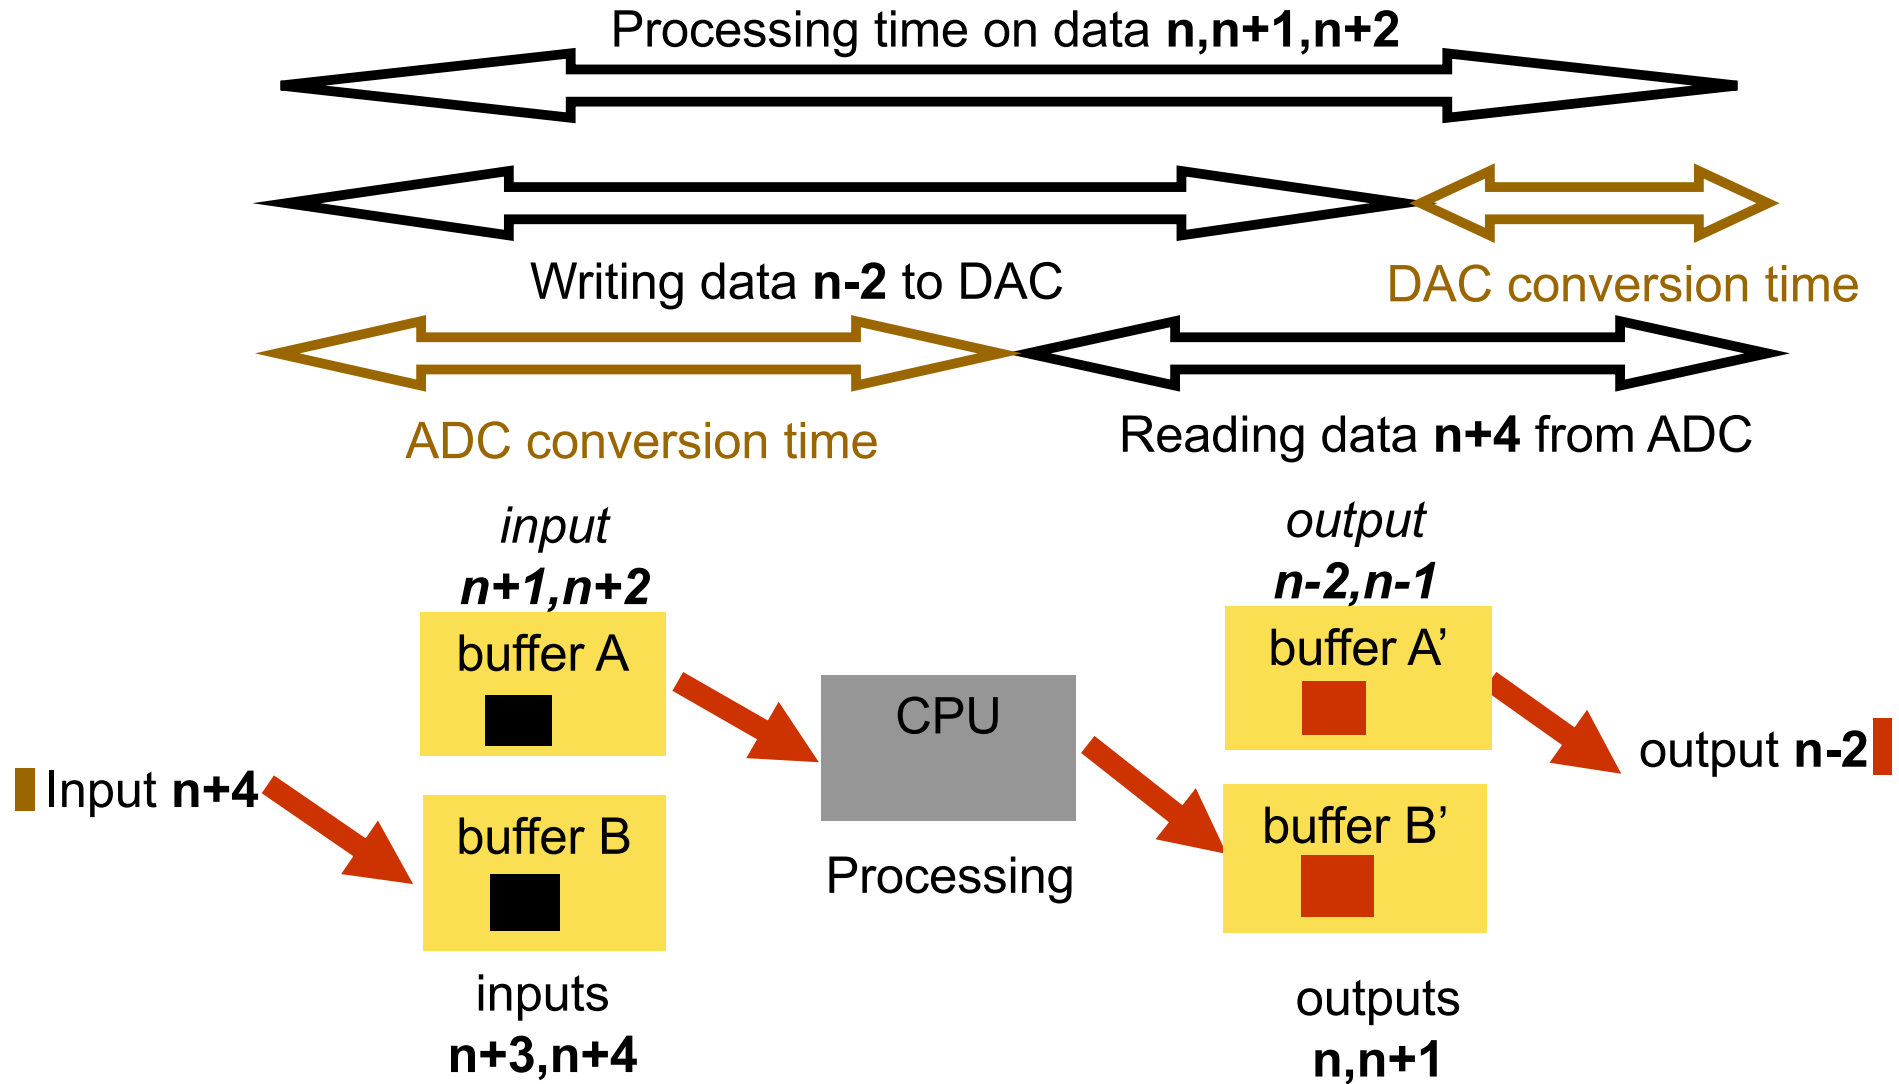 Processing time on data n,n+1,n+2
Writing data n-2 to DAC
DAC conversion time
ADC conversion time
Reading data n+4 from ADC
input
n+1,n+2
output
n-2,n-1
buffer A
buffer A’
CPU
output n-2
Input n+4
buffer B
buffer B’
Processing
inputs
n+3,n+4
outputs
n,n+1